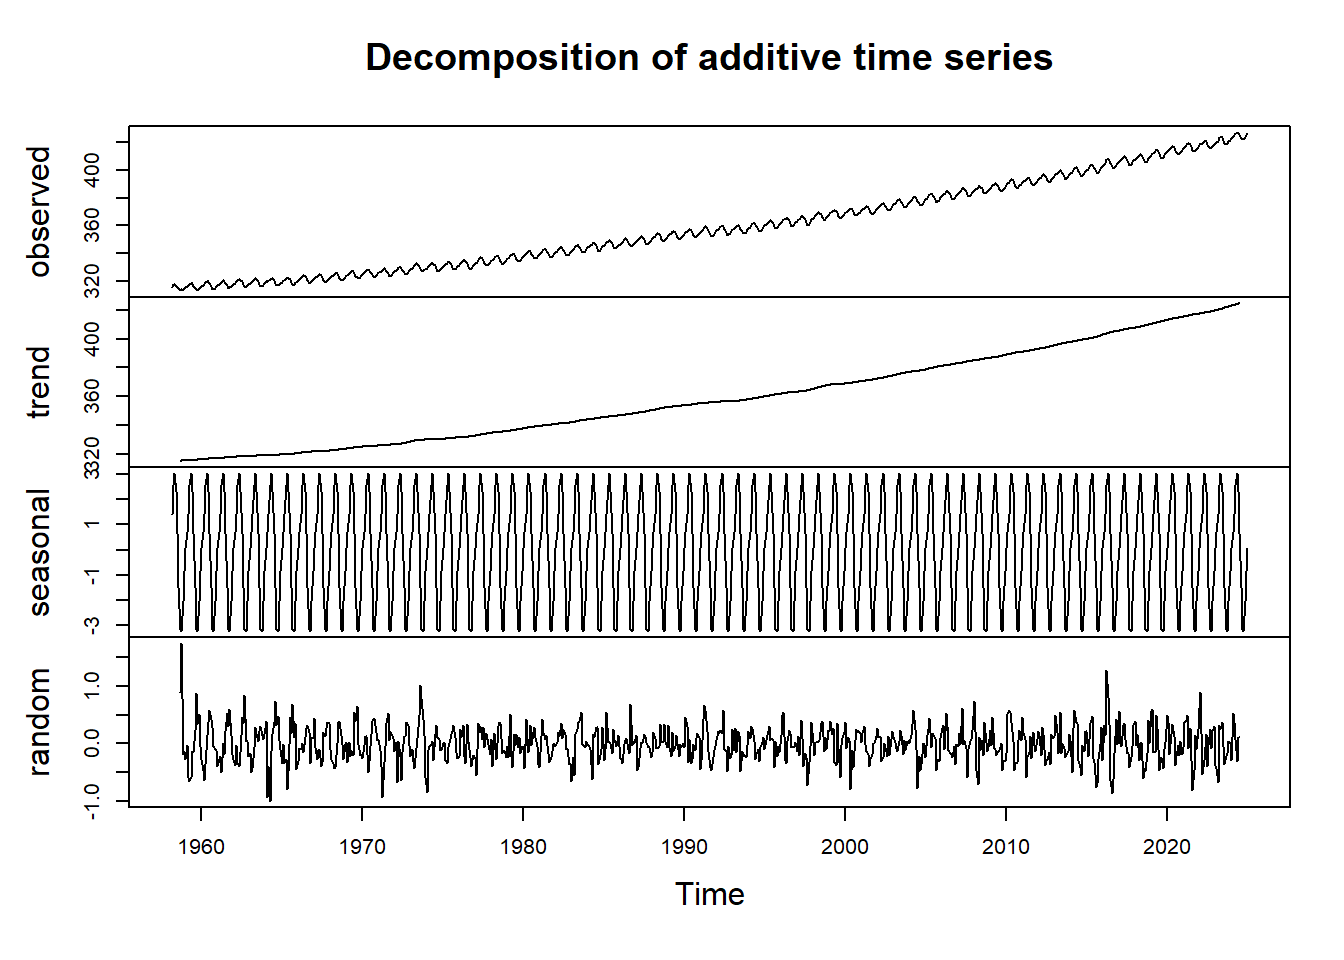 Decomposition of additive time series
observed
320 360 400
trend
320 360 400
seasonal
-3 -1 1 3
random
-1.0 0.0 1.0
1960 1970 1980 1990 2000 2010 2020
Time